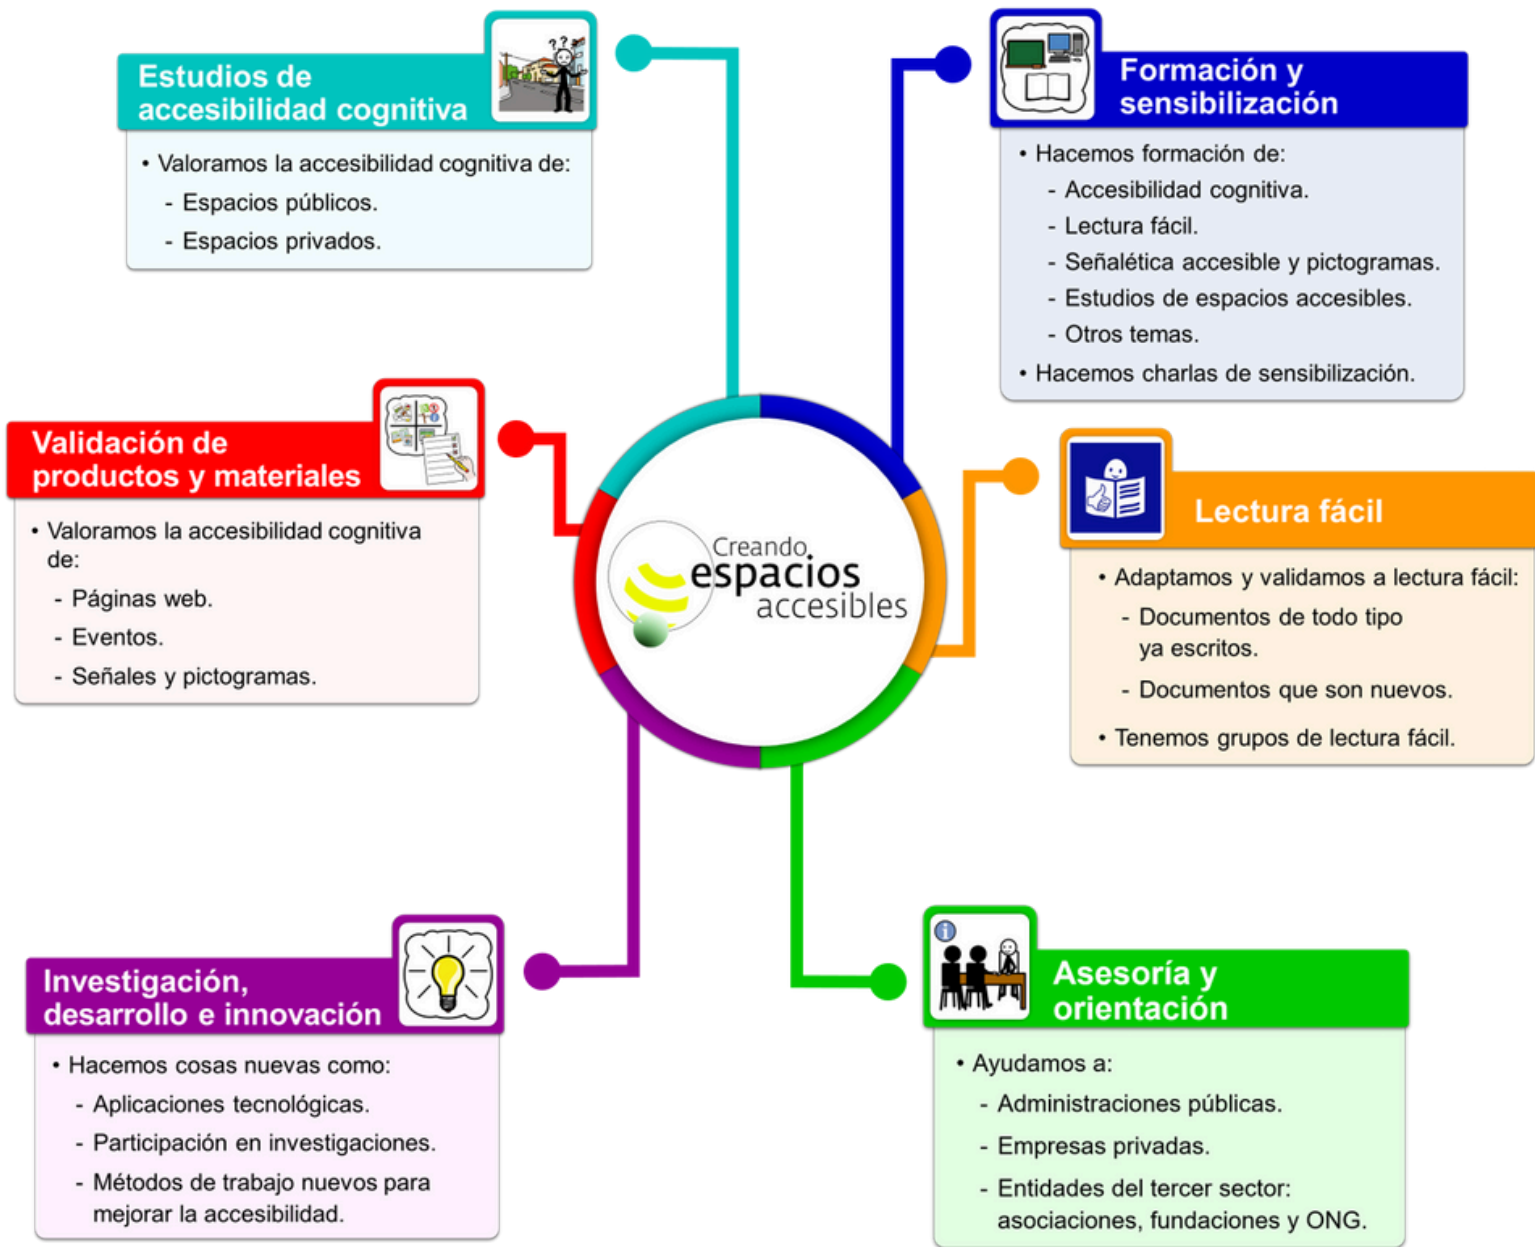 Estudios de
accesibilidad cognitiva
???
• Valoramos la accesibilidad cognitiva de:
- Espacios públicos.
- Espacios privados.
Formación y
sensibilización
• Hacemos formación de:
- Accesibilidad cognitiva.
- Lectura fácil.
- Señalética accesible y pictogramas.
- Estudios de espacios accesibles.
- Otros temas.
• Hacemos charlas de sensibilización.
Validación de
productos y materiales
• Valoramos la accesibilidad cognitiva
de:
- Páginas web.
- Eventos.
- Señales y pictogramas.
Creando
espacios
accesibles
Lectura fácil
• Adaptamos y validamos a lectura fácil:
- Documentos de todo tipo
ya escritos.
- Documentos que son nuevos.
• Tenemos grupos de lectura fácil.
Investigación,
desarrollo e innovación
• Hacemos cosas nuevas como:
- Aplicaciones tecnológicas.
- Participación en investigaciones.
- Métodos de trabajo nuevos para
mejorar la accesibilidad.
i
Asesoría y
orientación
• Ayudamos a:
- Administraciones públicas.
- Empresas privadas.
- Entidades del tercer sector:
asociaciones, fundaciones y ONG.